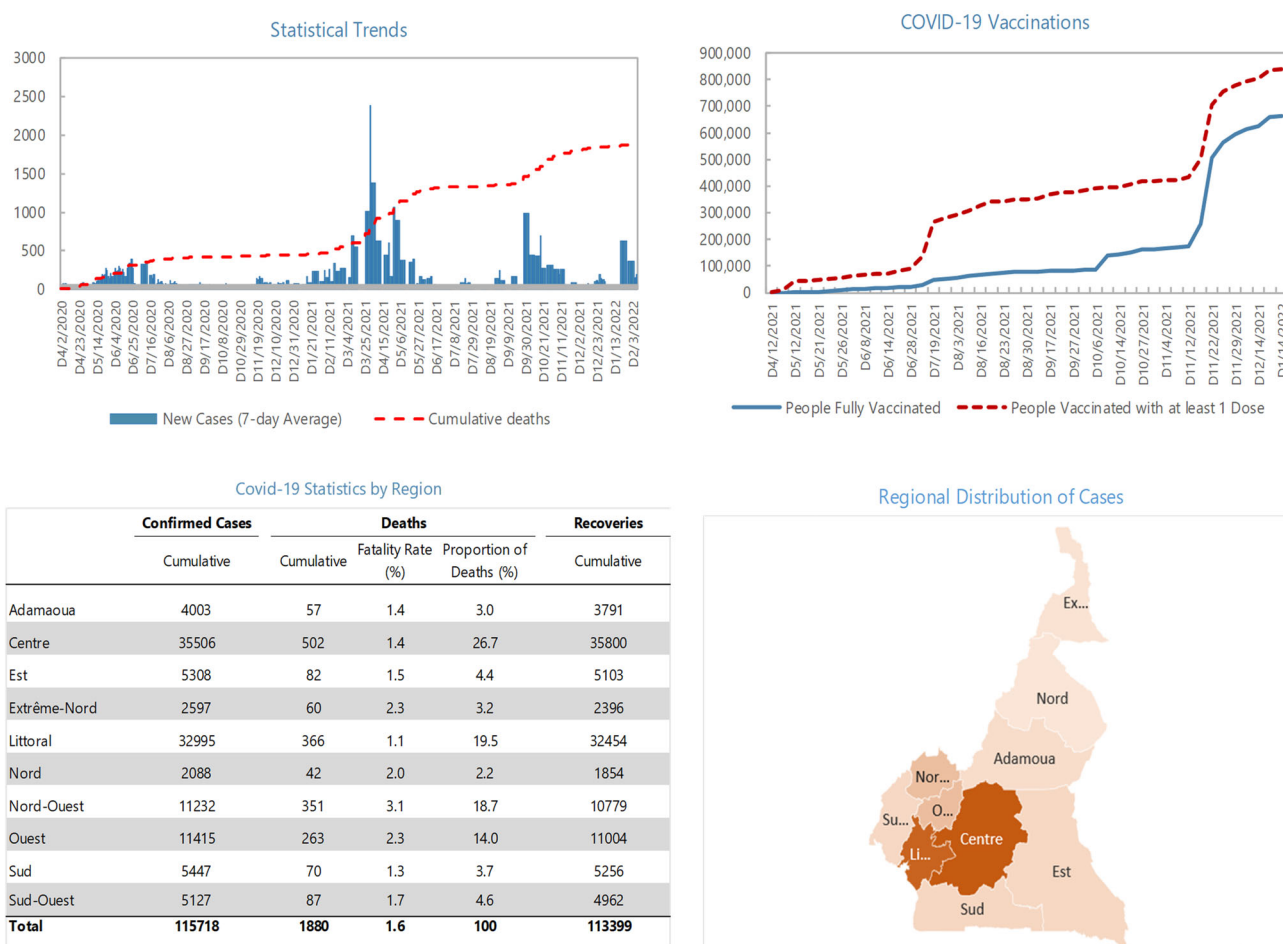 Statistical Trends
3000
2500
2000
1500
1000
500
0
D4/2/2020
D4/23/2020
D5/14/2020
D6/4/2020
D6/25/2020
D7/16/2020
D8/6/2020
D8/27/2020
D9/17/2020
D10/8/2020
D10/29/2020
D11/19/2020
D12/10/2020
D12/31/2020
D1/21/2021
D2/11/2021
D3/4/2021
D3/25/2021
D4/15/2021
D5/6/2021
D5/27/2021
D6/17/2021
D7/8/2021
D7/29/2021
D8/19/2021
D9/9/2021
D9/30/2021
D10/21/2021
D11/11/2021
D12/2/2021
D12/23/2021
D1/13/2022
D2/3/2022
New Cases (7-day Average)
Cumulative deaths
COVID-19 Vaccinations
900,000
800,000
700,000
600,000
500,000
400,000
300,000
200,000
100,000
0
D4/12/2021
D5/12/2021
D5/21/2021
D5/26/2021
D6/8/2021
D6/14/2021
D6/28/2021
D7/19/2021
D8/3/2021
D8/16/2021
D8/23/2021
D8/30/2021
D9/17/2021
D9/27/2021
D10/6/2021
D10/14/2021
D10/27/2021
D11/4/2021
D11/12/2021
D11/22/2021
D11/29/2021
D12/14/2021
People Fully Vaccinated
People Vaccinated with at least 1 Dose
Covid-19 Statistics by Region
Confirmed Cases Deaths Recoveries
Cumulative Cumulative Fatality Rate (%) Proportion of Deaths (%) Cumulative
Adamaoua 4003 57 1.4 3.0 3791
Centre 35506 502 1.4 26.7 35800
Est 5308 82 1.5 4.4 5103
Extrême-Nord 2597 60 2.3 3.2 2396
Littoral 32995 366 1.1 19.5 32454
Nord 2088 42 2.0 2.2 1854
Nord-Ouest 11232 351 3.1 18.7 10779
Ouest 11415 263 2.3 14.0 11004
Sud 5447 70 1.3 3.7 5256
Sud-Ouest 5127 87 1.7 4.6 4962
Total 115718 1880 1.6 100 113399
Regional Distribution of Cases
Ex...
Nord
Adamoua
Nor...
O...
Su...
Centre
Li...
Est
Sud